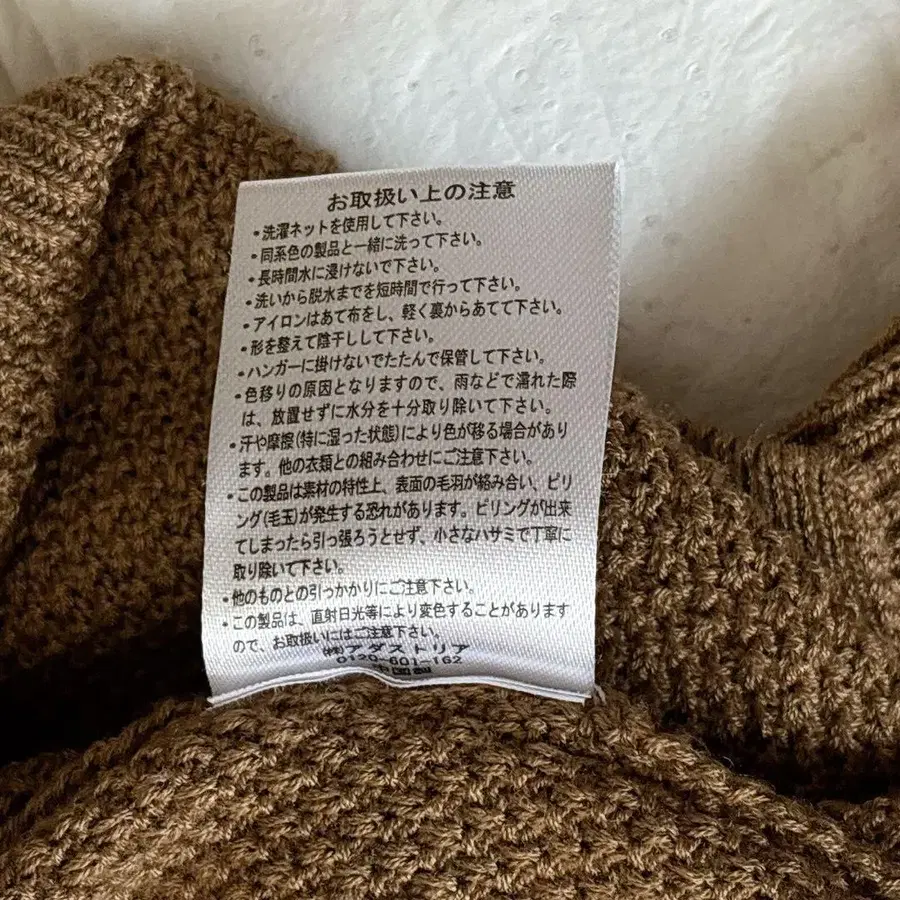 お取扱い上の注意
・洗濯ネットを使用して下さい。
・同系色の製品と一緒に洗って下さい。
・長時間水に浸けないで下さい。
・洗いから脱水までを短時間で行って下さい。
・アイロンはあて布をし、軽く裏からあてて下さい。
・形を整えて陰干しして下さい。
・ハンガーに掛けないでたたんで保管して下さい。
・色移りの原因となりますので、雨などで濡れた際
は、放置せずに水分を十分取り除いて下さい。
・汗や摩擦(特に湿った状態)により色が移る場合があり
ます。他の衣類との組み合わせにご注意下さい。
・この製品は素材の特性上、表面の毛羽が絡み合い、ピリ
ング(毛玉)が発生する恐れがあります。ピリングが出来
てしまったら引っ張ろうとせず、小さなハサミで丁寧に
取り除いて下さい。
・他のものとの引っかかりにご注意下さい。
・この製品は、直射日光等により変色することがあります
ので、お取扱いにはご注意下さい。
㈱アダストリア
0120-601-162
中国製